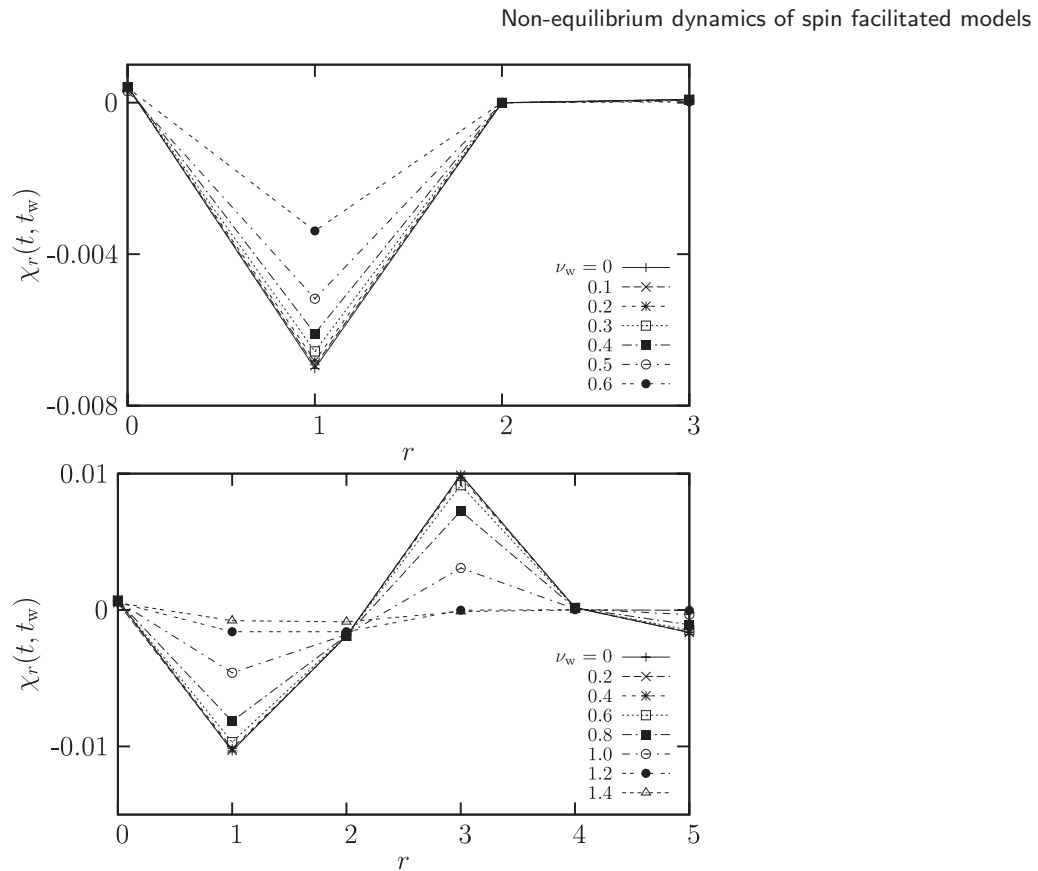 Non-equilibrium dynamics of spin facilitated models
0
-0.004
-0.008
χr(t, tw)
νw = 0
0.1
0.2
0.3
0.4
0.5
0.6
0 1 2 3
r
0.01
0
-0.01
χr(t, tw)
νw = 0
0.2
0.4
0.6
0.8
1.0
1.2
1.4
0 1 2 3 4 5
r